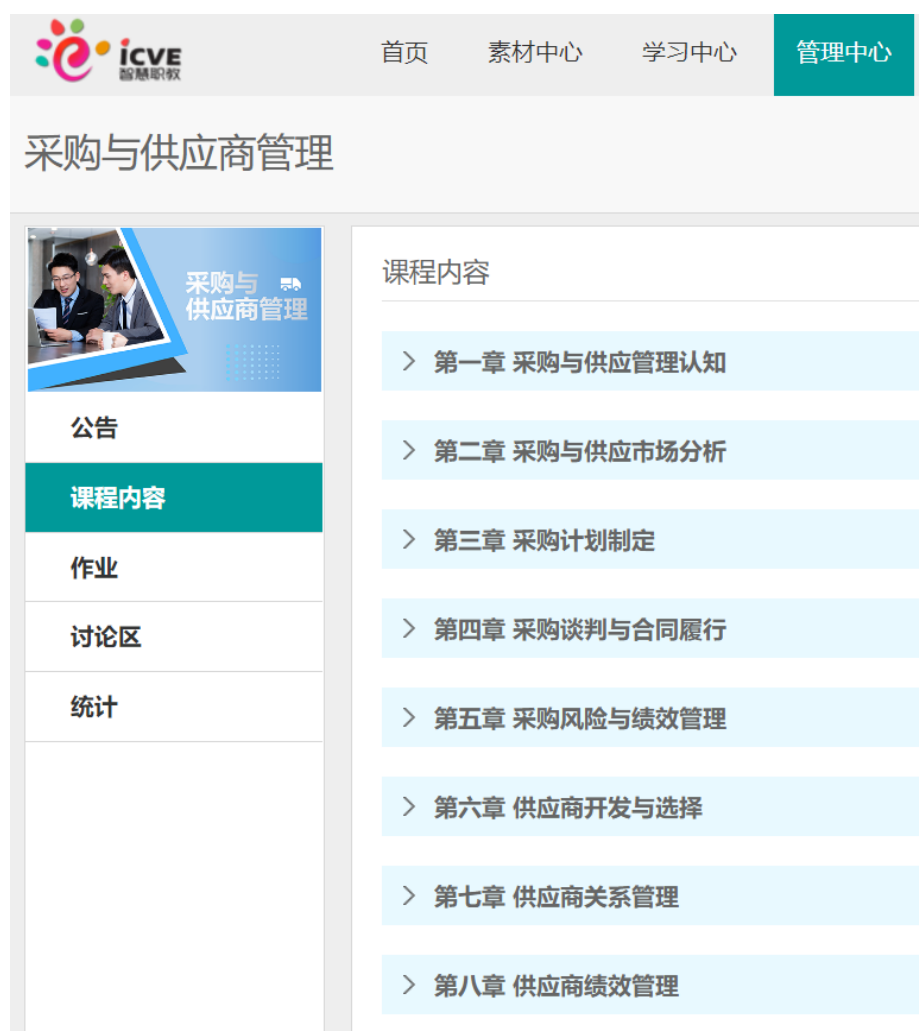 icve
智慧职教
首页 素材中心 学习中心 管理中心
采购与供应商管理
采购与
供应商管理
公告
课程内容
作业
讨论区
统计
课程内容
第一章 采购与供应管理认知
第二章 采购与供应市场分析
第三章 采购计划制定
第四章 采购谈判与合同履行
第五章 采购风险与绩效管理
第六章 供应商开发与选择
第七章 供应商关系管理
第八章 供应商绩效管理